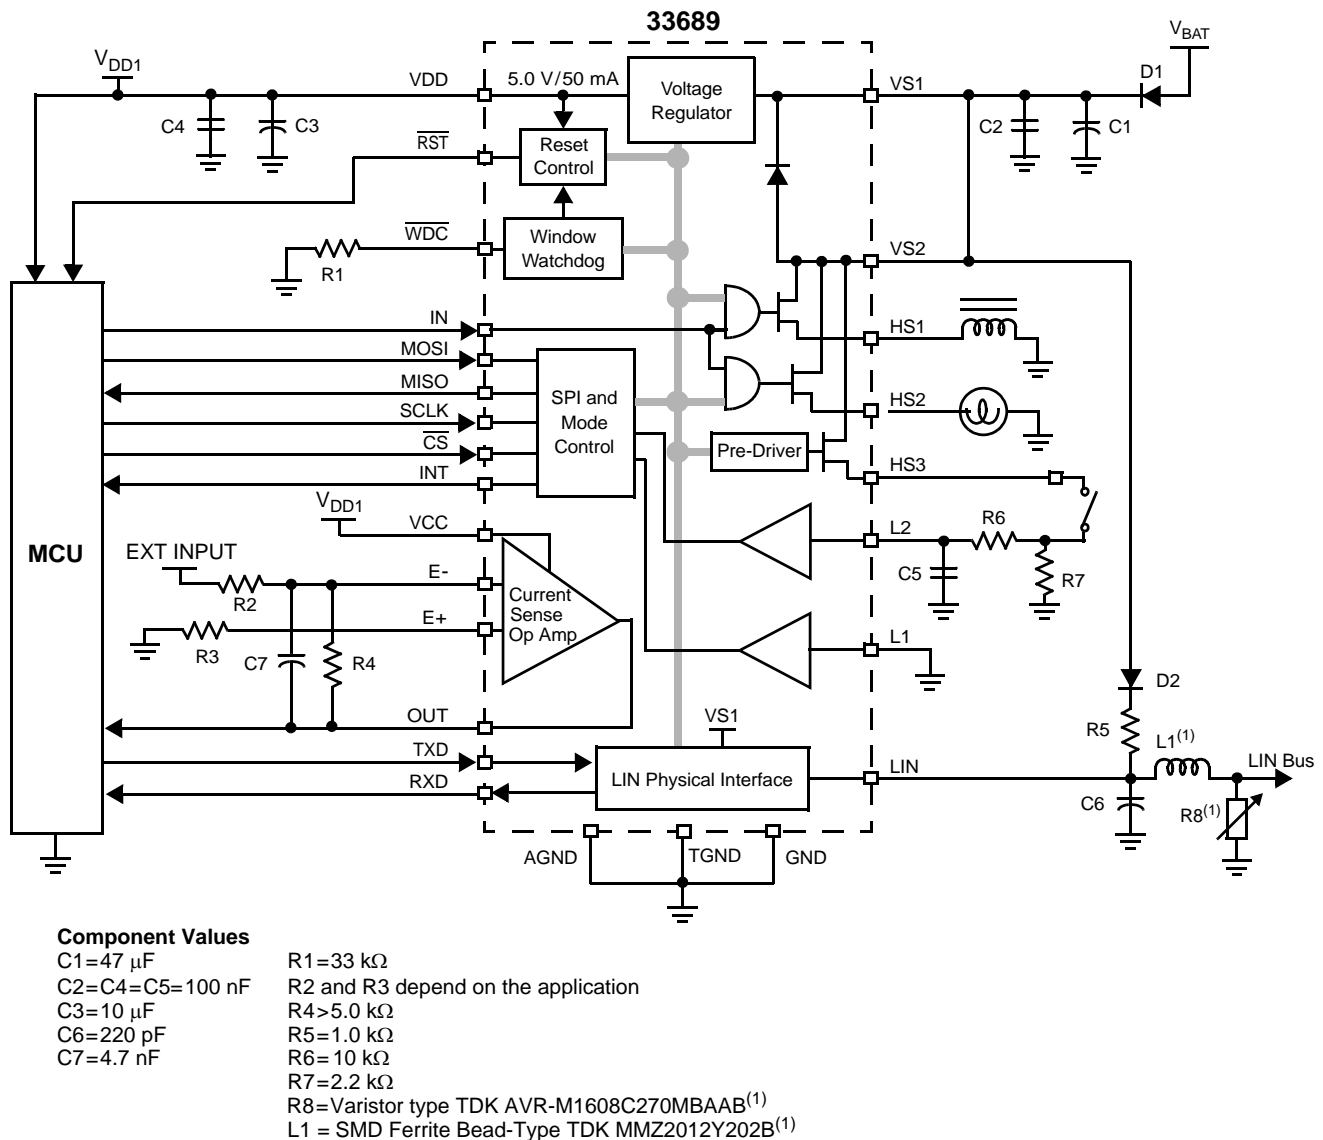 33689
V_BAT
V_DD1
VDD
5.0 V/50 mA
Voltage
Regulator
VS1
D1
C4
C3
C2
C1
RST
Reset
Control
WDC
Window
Watchdog
R1
VS2
IN
HS1
MOSI
MISO
SPI and
Mode
Control
HS2
SCLK
CS
Pre-Driver
HS3
INT
V_DD1
VCC
L2
R6
MCU
EXT INPUT
C5
R7
E-
R2
Current
Sense
Op Amp
E+
R3
C7
R4
L1
D2
OUT
VS1
R5
TXD
LIN Physical Interface
LIN
L1(1)
LIN Bus
RXD
C6
R8(1)
AGND
TGND
GND
Component Values
C1=47 μF
R1=33 kΩ
C2=C4=C5=100 nF
R2 and R3 depend on the application
C3=10 μF
R4>5.0 kΩ
C6=220 pF
R5=1.0 kΩ
C7=4.7 nF
R6=10 kΩ
R7=2.2 kΩ
R8=Varistor type TDK AVR-M1608C270MBAAB(1)
L1 = SMD Ferrite Bead-Type TDK MMZ2012Y202B(1)